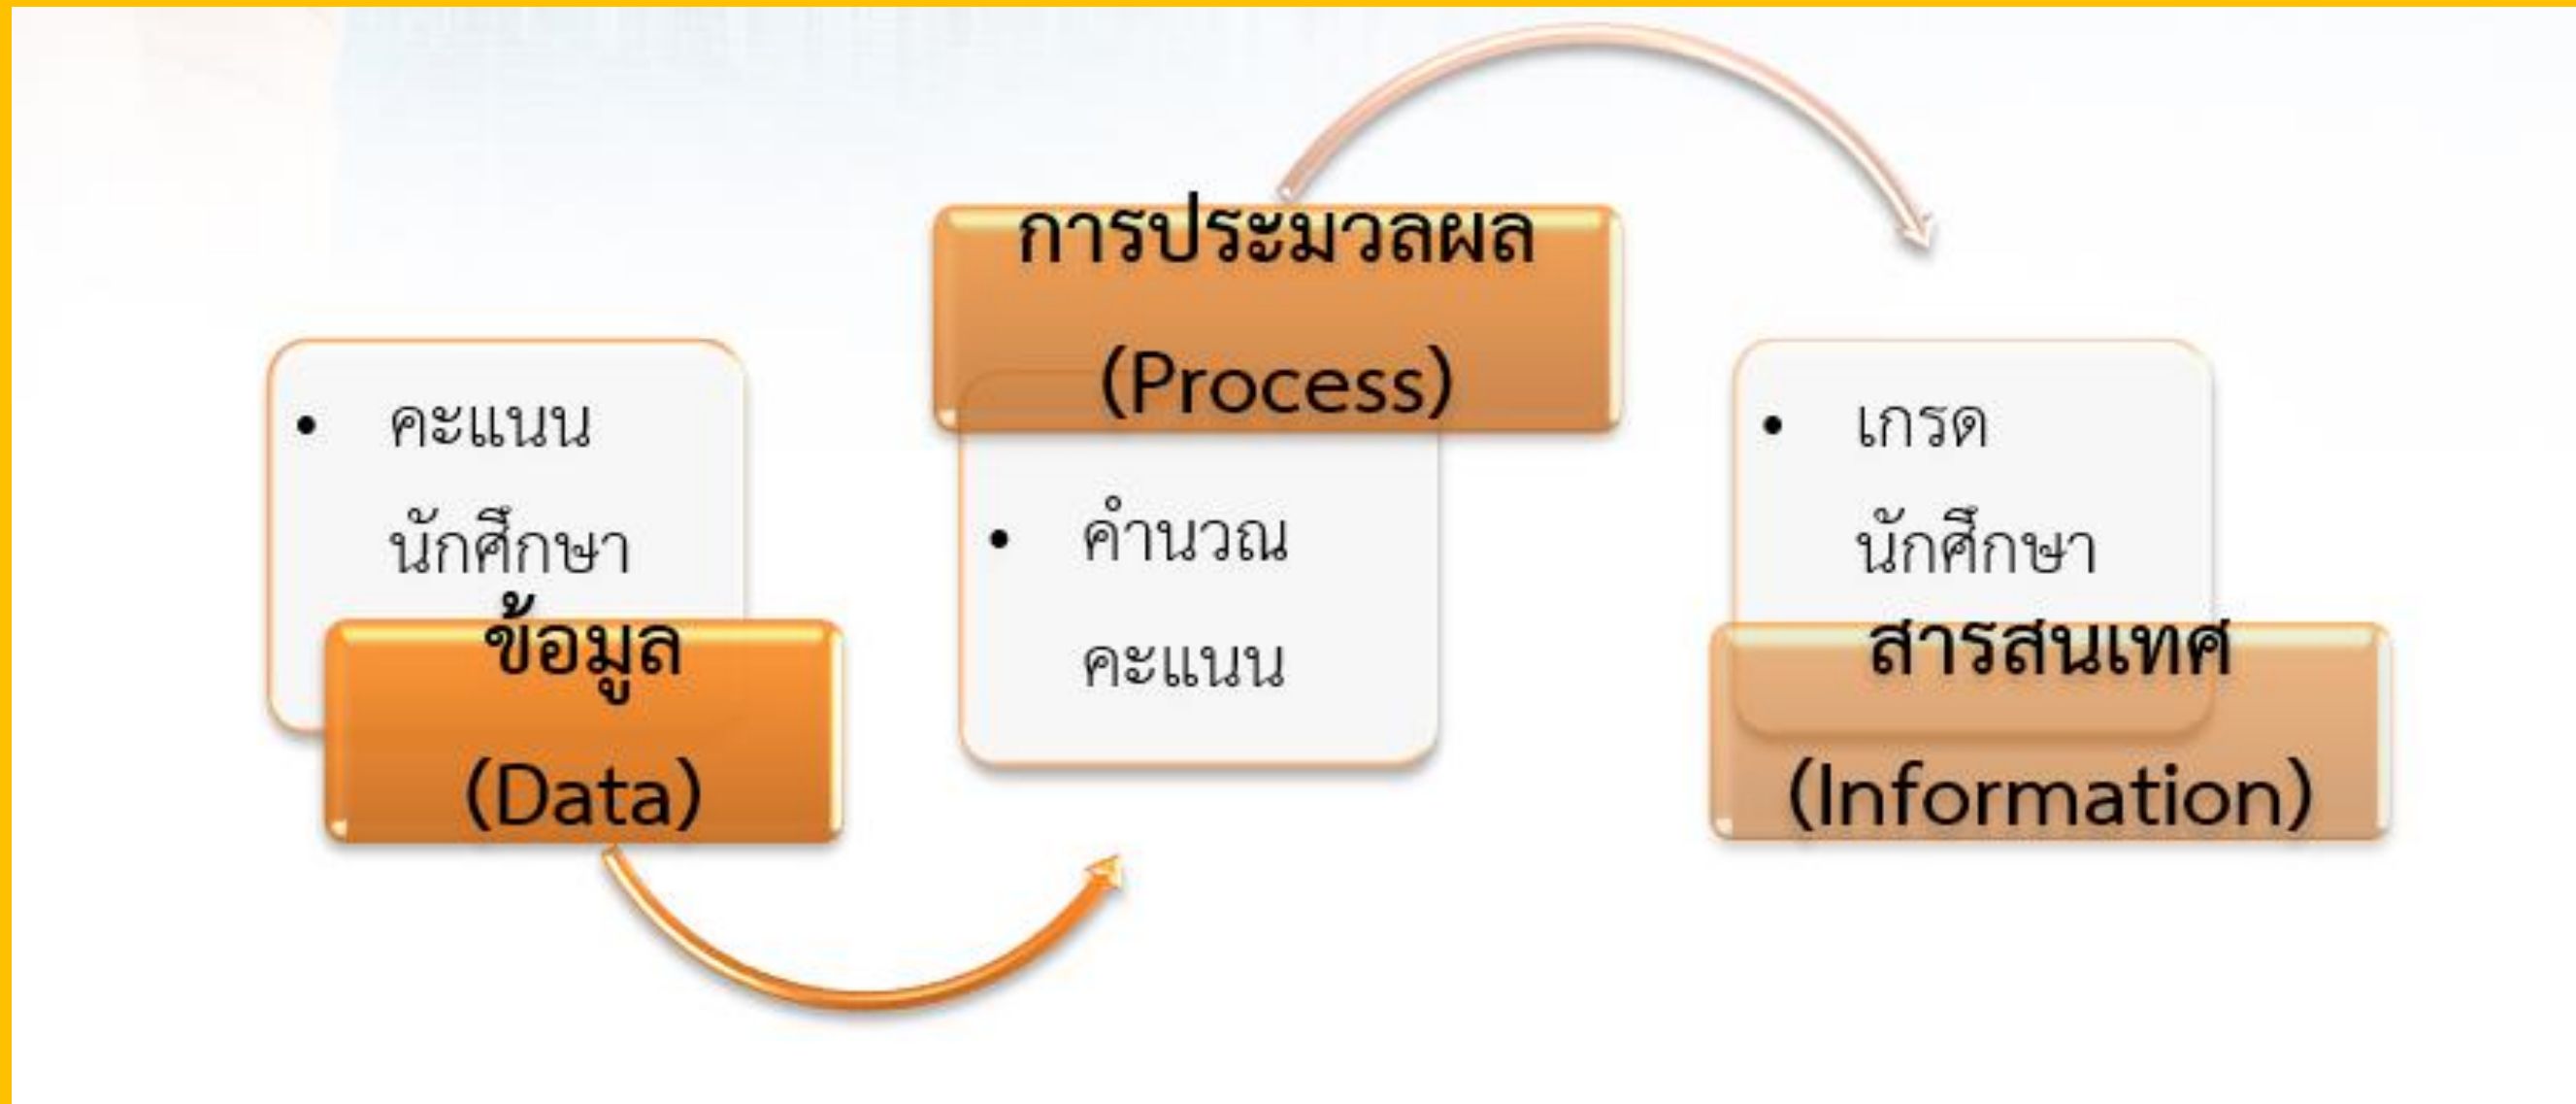 • คะแนน
นักศึกษา
ข้อมูล
(Data)
การประมวลผล
(Process)
• คำนวณ
คะแนน
• เกรด
นักศึกษา
สารสนเทศ
(Information)